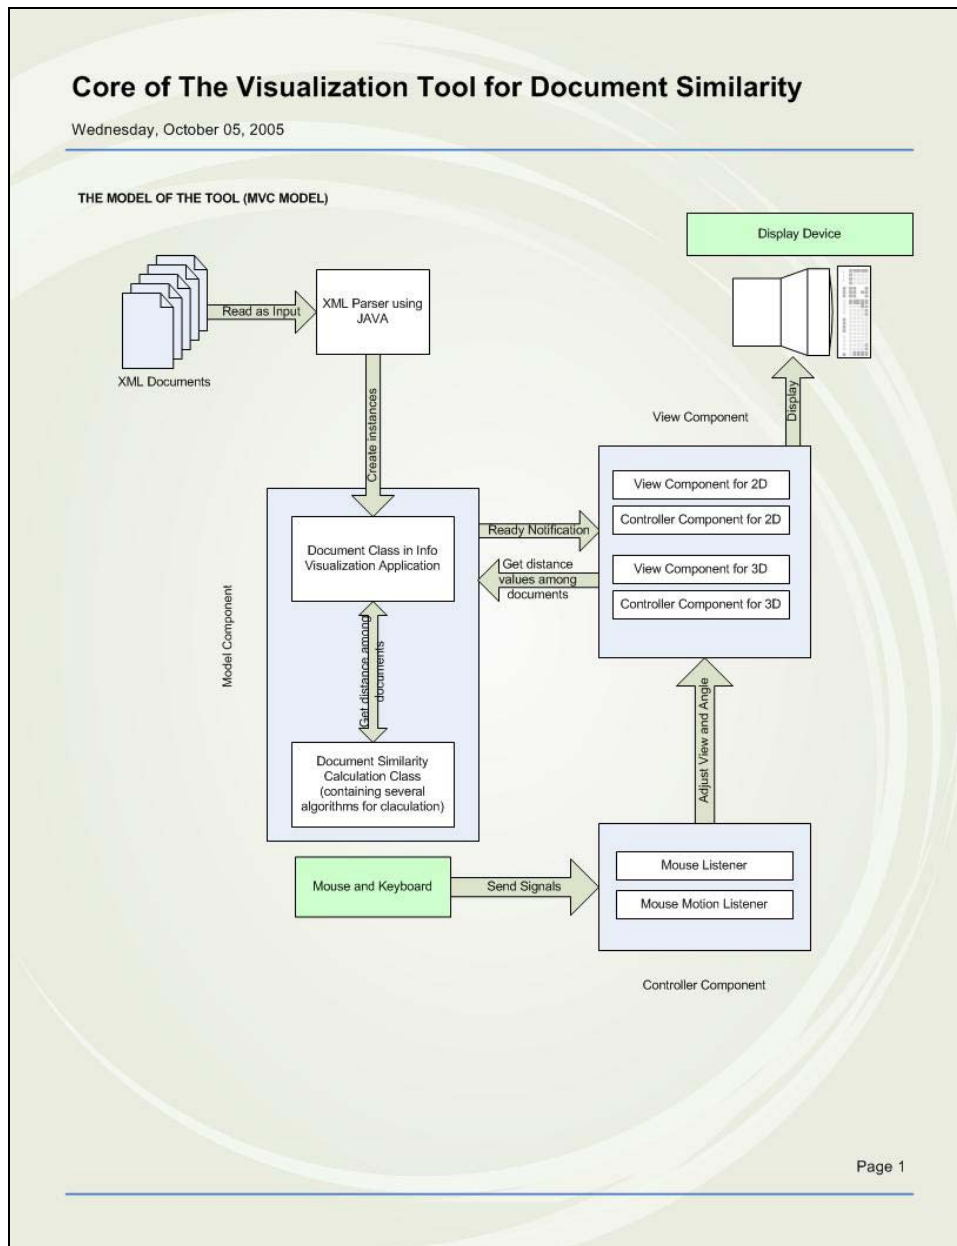 Core of The Visualization Tool for Document Similarity
Wednesday, October 05, 2005
THE MODEL OF THE TOOL (MVC MODEL)
Display Device
XML Parser using
JAVA
Read as Input
XML Documents
Create instances
Display
View Component
View Component for 2D
Controller Component for 2D
View Component for 3D
Controller Component for 3D
Document Class in Info
Visualization Application
Ready Notification
Get distance
values among
documents
Model Component
Get distance among
documents
Document Similarity
Calculation Class
(containing several
algorithms for claculation)
Adjust View and Angle
Mouse and Keyboard
Send Signals
Mouse Listener
Mouse Motion Listener
Controller Component
Page 1